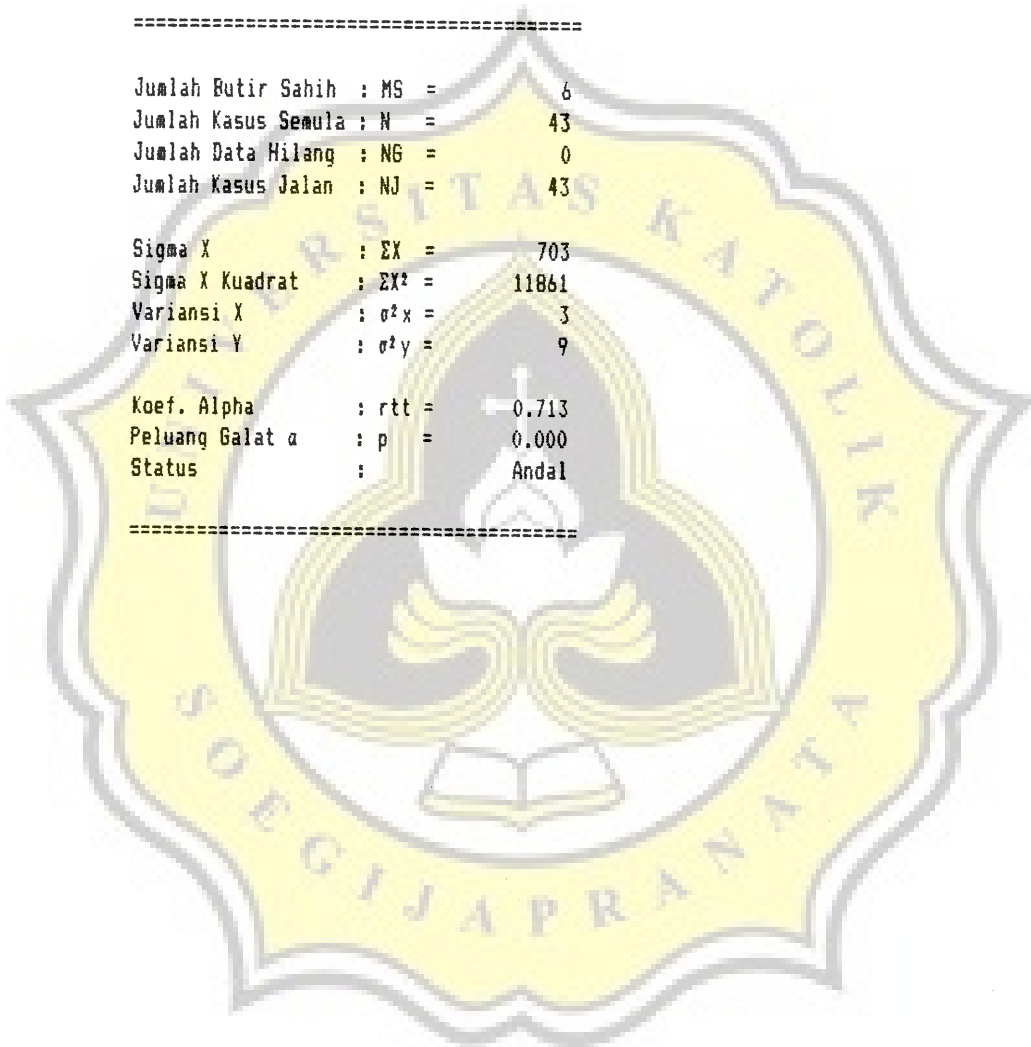 ========================================
Jumlah Butir Sahih : MS = 6
Jumlah Kasus Semula : N = 43
Jumlah Data Hilang : NG = 0
Jumlah Kasus Jalan : NJ = 43
Sigma X : ΣX = 703
Sigma X Kuadrat : ΣX² = 11861
Variansi X : σ²x = 3
Variansi Y : σ²y = 9
Koef. Alpha : rtt = 0.713
Peluang Galat α : p = 0.000
Status : Andal
========================================
UNIVERSITAS KATOLIK
SOEGIJAPRANATA